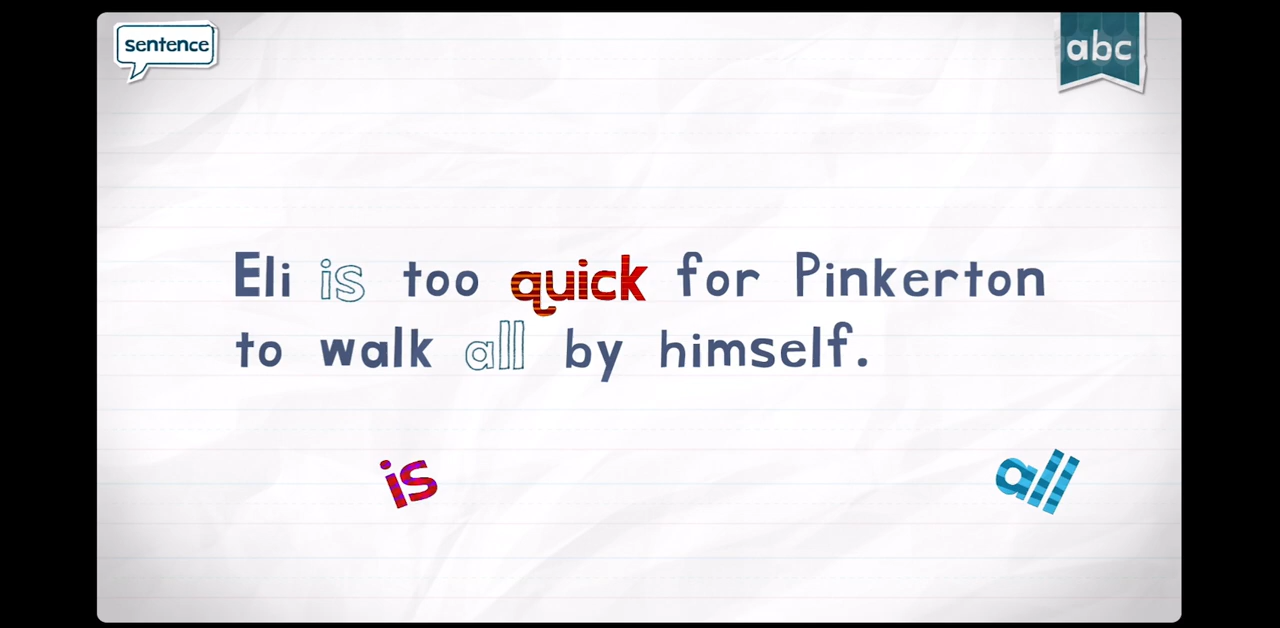 sentence
abc
Eli is too quick for Pinkerton
to walk all by himself.
is
all